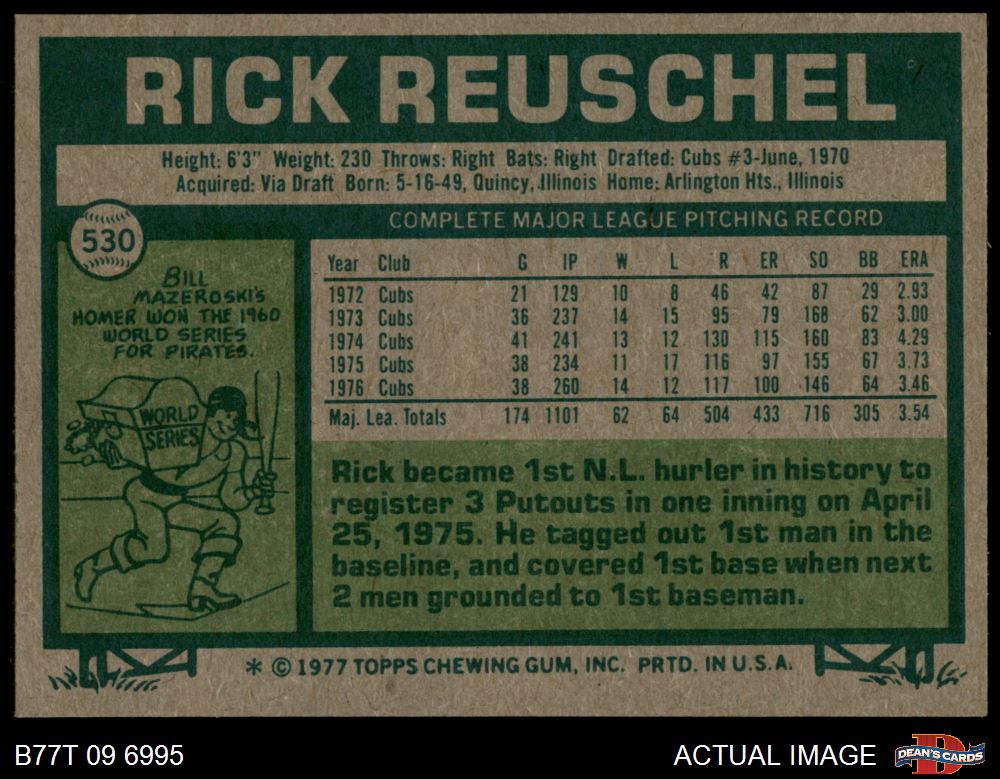 RICK REUSCHEL
Height: 6'3" Weight: 230 Throws: Right Bats: Right Drafted: Cubs #3-June, 1970
Acquired: Via Draft Born: 5-16-49, Quincy, Illinois Home: Arlington Hts., Illinois
530
COMPLETE MAJOR LEAGUE PITCHING RECORD
BILL
MAZEROSKI'S
HOMER WON THE 1960
WORLD SERIES
FOR PIRATES.
WORLD
SERIES
Year Club G IP W L R ER SO BB ERA
1972 Cubs 21 129 10 8 46 42 87 29 2.93
1973 Cubs 36 237 14 15 95 79 168 62 3.00
1974 Cubs 41 241 13 12 130 115 160 83 4.29
1975 Cubs 38 234 11 17 116 97 155 67 3.73
1976 Cubs 38 260 14 12 117 100 146 64 3.46
Maj. Lea. Totals 174 1101 62 64 504 433 716 305 3.54
Rick became 1st N.L. hurler in history to
register 3 Putouts in one inning on April
25, 1975. He tagged out 1st man in the
baseline, and covered 1st base when next
2 men grounded to 1st baseman.
* © 1977 TOPPS CHEWING GUM, INC. PRTD. IN U.S.A.
B77T 09 6995
ACTUAL IMAGE
DEAN'S CARDS